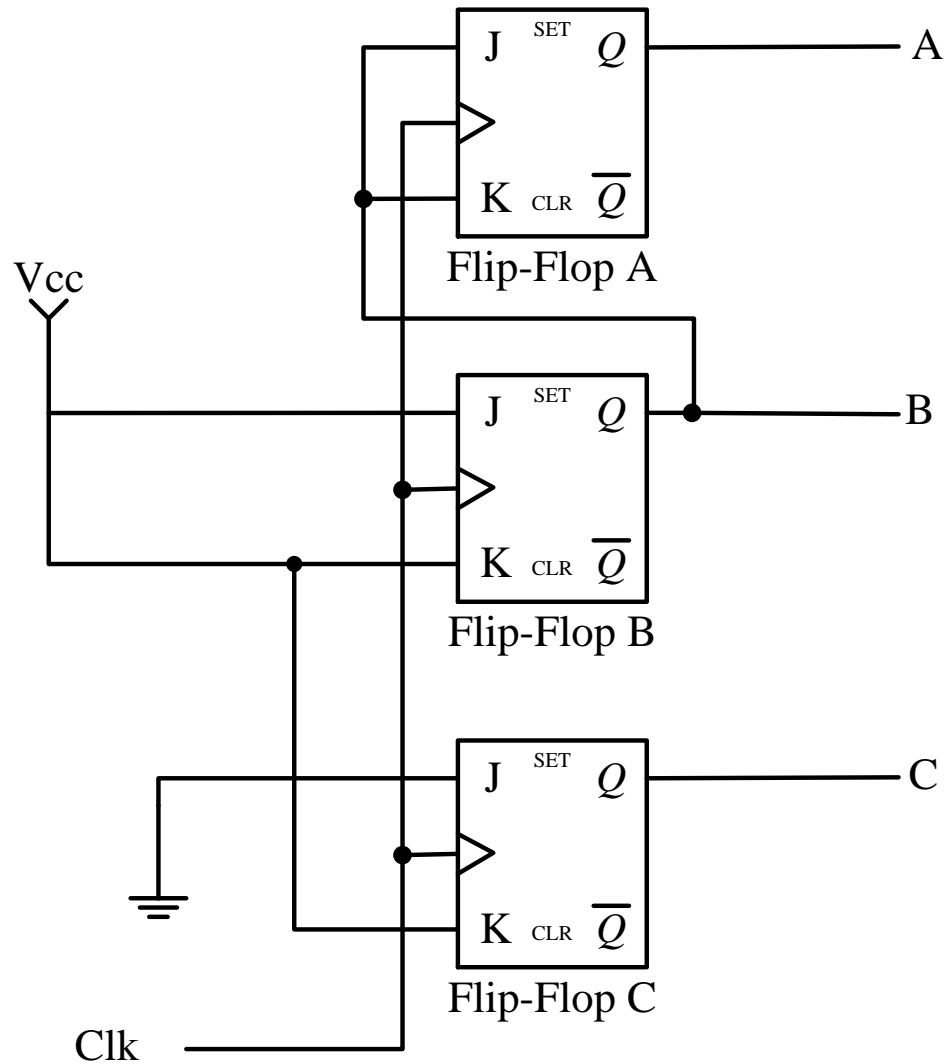 J SET Q A
K CLR Q
Flip-Flop A
Vcc
J SET Q B
K CLR Q
Flip-Flop B
J SET Q C
K CLR Q
Flip-Flop C
Clk